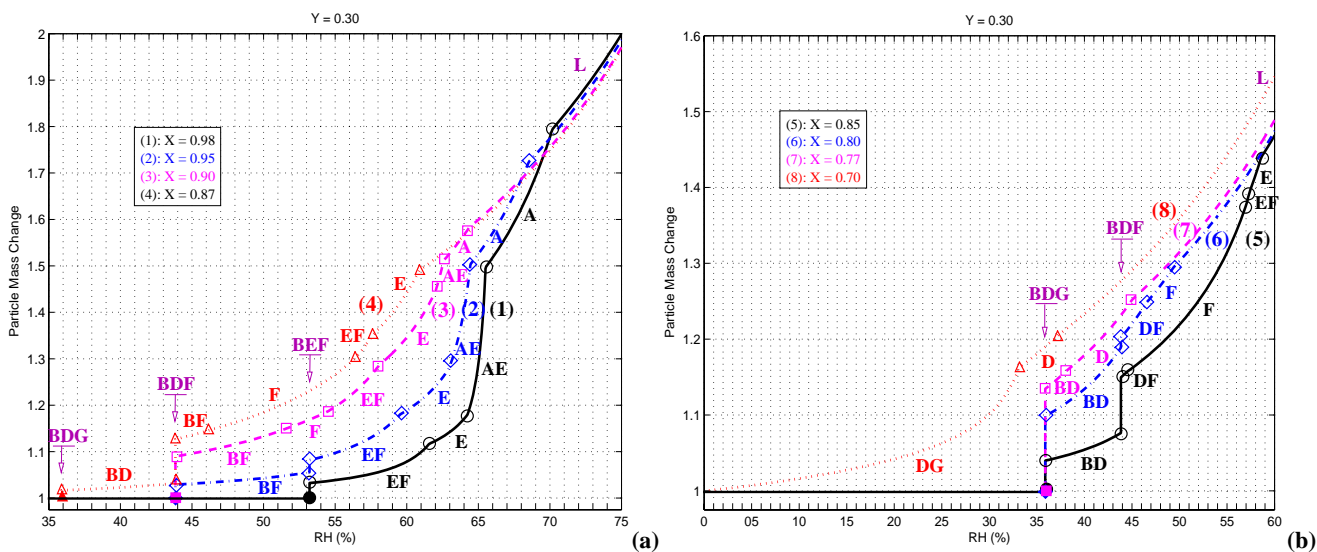 Y = 0.30
2
1.9
1.8
1.7
1.6
1.5
1.4
1.3
1.2
1.1
1
Particle Mass Change
(1): X = 0.98
(2): X = 0.95
(3): X = 0.90
(4): X = 0.87
L
A
A
A
AE
E
(4)
(3)
(2)
(1)
EF
E
AE
AE
BEF
BDF
F
BF
F
EF
E
E
BDG
BD
BF
BF
EF
EF
35
40
45
50
55
60
65
70
75
RH (%)
(a)
Y = 0.30
1.6
1.5
1.4
1.3
1.2
1.1
1
Particle Mass Change
(5): X = 0.85
(6): X = 0.80
(7): X = 0.77
(8): X = 0.70
L
E
EF
(8)
(7)
(6)
(5)
BDF
BDG
F
F
DF
D
D
DF
BD
BD
BD
DG
0
5
10
15
20
25
30
35
40
45
50
55
60
RH (%)
(b)